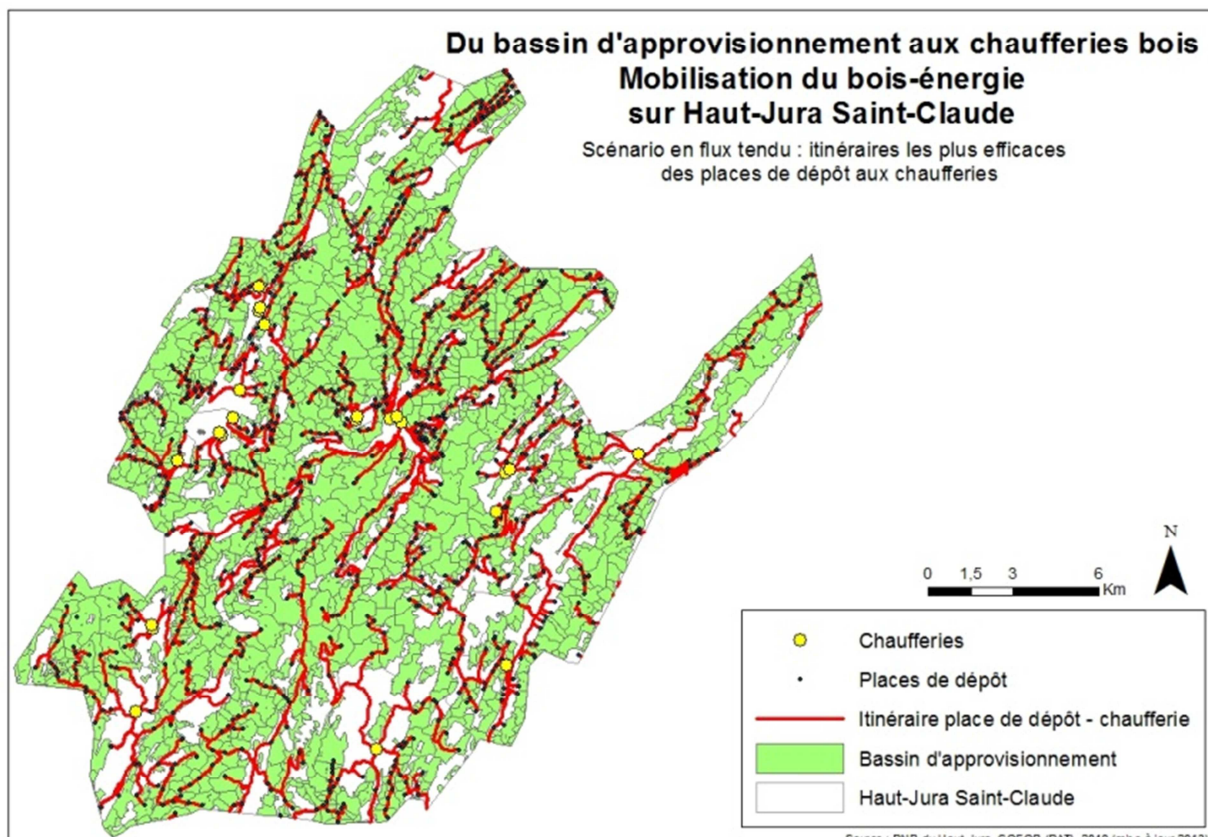 Du bassin d'approvisionnement aux chaufferies bois
Mobilisation du bois-énergie
sur Haut-Jura Saint-Claude
Scénario en flux tendu : itinéraires les plus efficaces
des places de dépôt aux chaufferies
N
0 1,5 3 6
Km
Chaufferies
Places de dépôt
Itinéraire place de dépôt - chaufferie
Bassin d'approvisionnement
Haut-Jura Saint-Claude